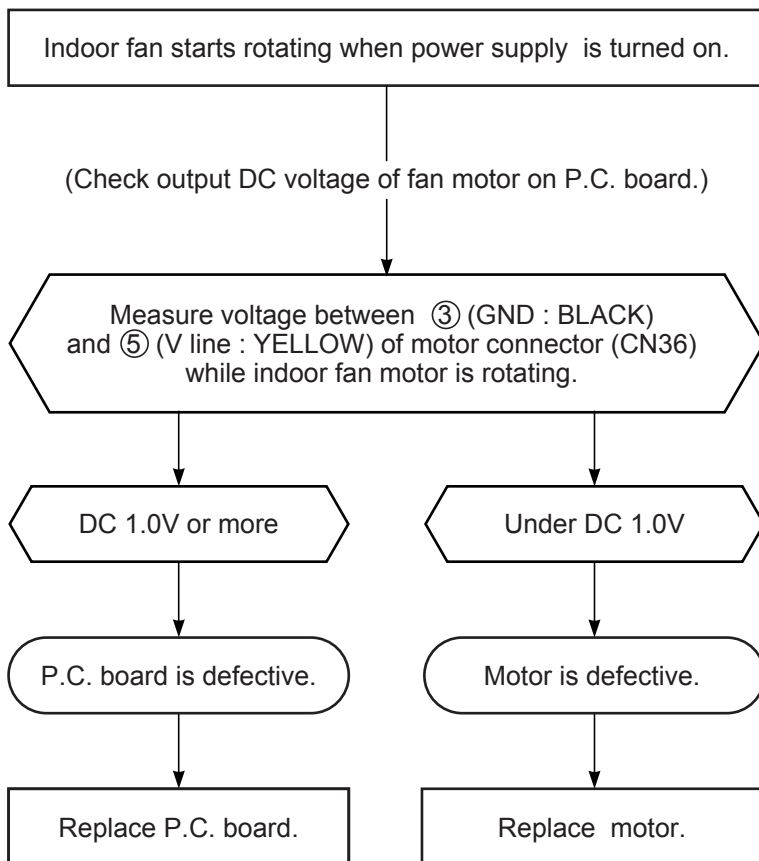 Indoor fan starts rotating when power supply is turned on.
(Check output DC voltage of fan motor on P.C. board.)
Measure voltage between ③ (GND : BLACK)
and ⑤ (V line : YELLOW) of motor connector (CN36)
while indoor fan motor is rotating.
DC 1.0V or more
Under DC 1.0V
P.C. board is defective.
Motor is defective.
Replace P.C. board.
Replace motor.